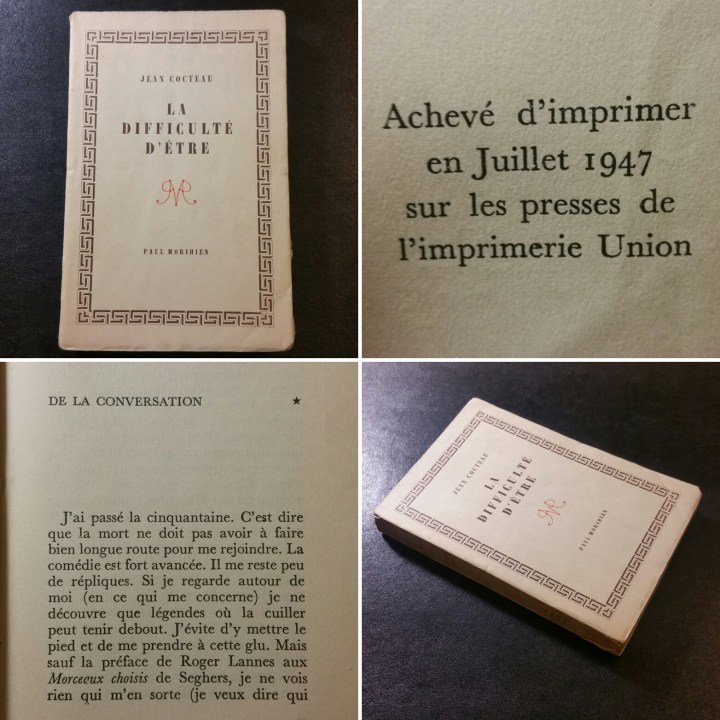 JEAN COCTEAU
LA
DIFFICULTÉ
D'ÊTRE
PAUL MORIHIEN
Achevé d'imprimer
en Juillet 1947
sur les presses de
l'imprimerie Union
DE LA CONVERSATION ★
J'ai passé la cinquantaine. C'est dire
que la mort ne doit pas avoir à faire
bien longue route pour me rejoindre. La
comédie est fort avancée. Il me reste peu
de répliques. Si je regarde autour de
moi (en ce qui me concerne) je ne
découvre que légendes où la cuiller
peut tenir debout. J'évite d'y mettre le
pied et de me prendre à cette glu. Mais
sauf la préface de Roger Lannes aux
Morceaux choisis de Seghers, je ne vois
rien qui m'en sorte (je veux dire qui
JEAN COCTEAU
LA
DIFFICULTÉ
D'ÊTRE
PAUL MORIHIEN